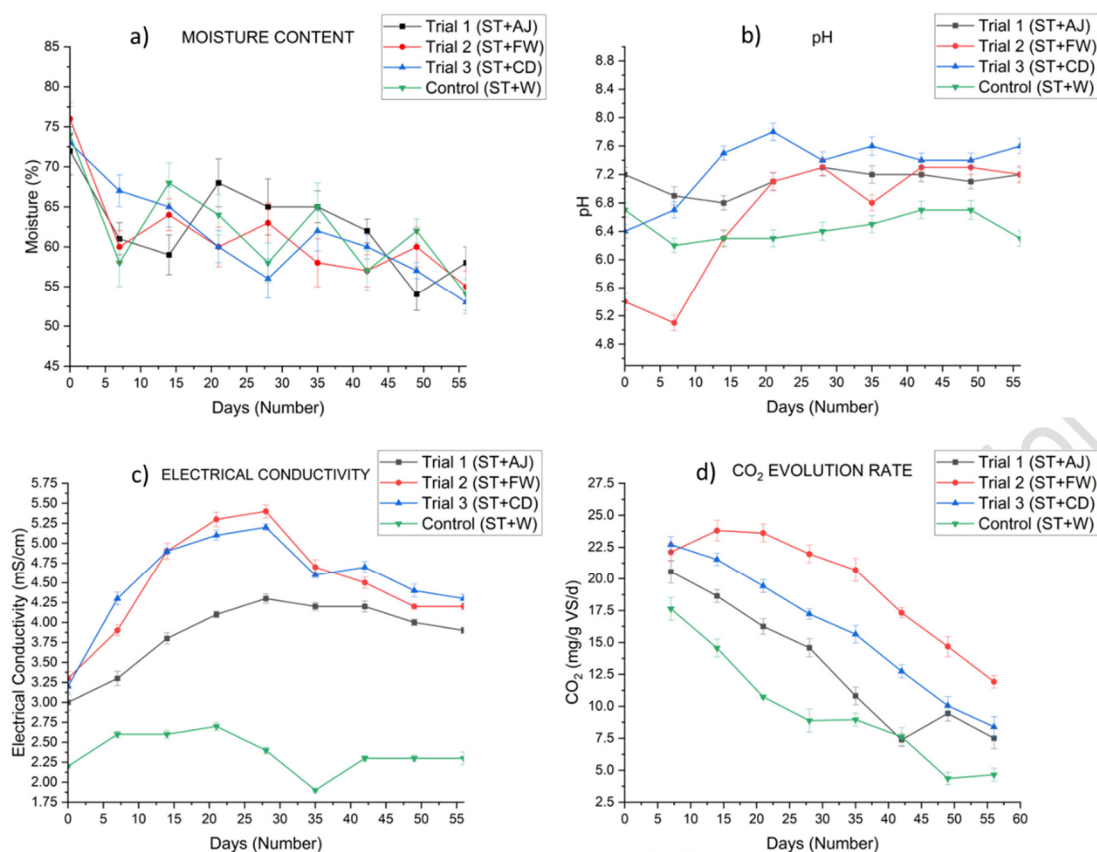 a) MOISTURE CONTENT
Trial 1 (ST+AJ)
Trial 2 (ST+FW)
Trial 3 (ST+CD)
Control (ST+W)
85
80
75
70
65
60
55
50
45
Moisture (%)
0 5 10 15 20 25 30 35 40 45 50 55
Days (Number)
b) pH
Trial 1 (ST+AJ)
Trial 2 (ST+FW)
Trial 3 (ST+CD)
Control (ST+W)
8.8
8.4
8.0
7.6
7.2
6.8
6.4
6.0
5.6
5.2
4.8
pH
0 5 10 15 20 25 30 35 40 45 50 55
Days (Number)
c) ELECTRICAL CONDUCTIVITY
Trial 1 (ST+AJ)
Trial 2 (ST+FW)
Trial 3 (ST+CD)
Control (ST+W)
5.75
5.50
5.25
5.00
4.75
4.50
4.25
4.00
3.75
3.50
3.25
3.00
2.75
2.50
2.25
2.00
1.75
Electrical Conductivity (mS/cm)
0 5 10 15 20 25 30 35 40 45 50 55
Days (Number)
d) CO₂ EVOLUTION RATE
Trial 1 (ST+AJ)
Trial 2 (ST+FW)
Trial 3 (ST+CD)
Control (ST+W)
27.5
25.0
22.5
20.0
17.5
15.0
12.5
10.0
7.5
5.0
2.5
CO₂ (mg/g VS/d)
0 5 10 15 20 25 30 35 40 45 50 55 60
Days (Number)